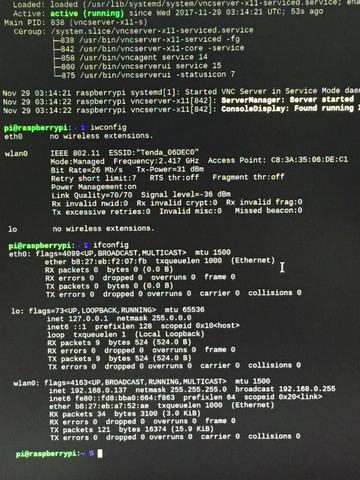 Loaded: loaded (/usr/lib/systemd/system/vncserver-x11-serviced.service; ena
Active: active (running) since Wed 2017-11-29 03:14:21 UTC; 53s ago
Main PID: 838 (vncserver-x11-s)
CGroup: /system.slice/vncserver-x11-serviced.service
├─838 /usr/bin/vncserver-x11-serviced -fg
├─842 /usr/bin/vncserver-x11-core -service
├─858 /usr/bin/vncagent service 14
├─860 /usr/bin/vncserverui service 15
└─875 /usr/bin/vncserverui -statusicon 7
Nov 29 03:14:21 raspberrypi systemd[1]: Started VNC Server in Service Mode dae
Nov 29 03:14:22 raspberrypi vncserver-x11[842]: ServerManager: Server started
Nov 29 03:14:22 raspberrypi vncserver-x11[842]: ConsoleDisplay: Found running X
pi@raspberrypi:~ $ iwconfig
eth0 no wireless extensions.
wlan0 IEEE 802.11 ESSID:"Tenda_06DEC0"
Mode:Managed Frequency:2.417 GHz Access Point: C8:3A:35:06:DE:C1
Bit Rate=26 Mb/s Tx-Power=31 dBm
Retry short limit:7 RTS thr:off Fragment thr:off
Power Management:on
Link Quality=70/70 Signal level=-36 dBm
Rx invalid nwid:0 Rx invalid crypt:0 Rx invalid frag:0
Tx excessive retries:0 Invalid misc:0 Missed beacon:0
lo no wireless extensions.
pi@raspberrypi:~ $ ifconfig
eth0: flags=4099<UP,BROADCAST,MULTICAST> mtu 1500
ether b8:27:eb:f2:07:fb txqueuelen 1000 (Ethernet)
RX packets 0 bytes 0 (0.0 B)
RX errors 0 dropped 0 overruns 0 frame 0
TX packets 0 bytes 0 (0.0 B)
TX errors 0 dropped 0 overruns 0 carrier 0 collisions 0
lo: flags=73<UP,LOOPBACK,RUNNING> mtu 65536
inet 127.0.0.1 netmask 255.0.0.0
inet6 ::1 prefixlen 128 scopeid 0x10<host>
loop txqueuelen 1 (Local Loopback)
RX packets 9 bytes 524 (524.0 B)
RX errors 0 dropped 0 overruns 0 frame 0
TX packets 9 bytes 524 (524.0 B)
TX errors 0 dropped 0 overruns 0 carrier 0 collisions 0
wlan0: flags=4163<UP,BROADCAST,RUNNING,MULTICAST> mtu 1500
inet 192.168.0.137 netmask 255.255.255.0 broadcast 192.168.0.255
inet6 fe80::fd8:bba0:664:f863 prefixlen 64 scopeid 0x20<link>
ether b8:27:eb:a7:52:ae txqueuelen 1000 (Ethernet)
RX packets 34 bytes 3100 (3.0 KiB)
RX errors 0 dropped 0 overruns 0 frame 0
TX packets 121 bytes 16374 (15.9 KiB)
TX errors 0 dropped 0 overruns 0 carrier 0 collisions 0
pi@raspberrypi:~ $